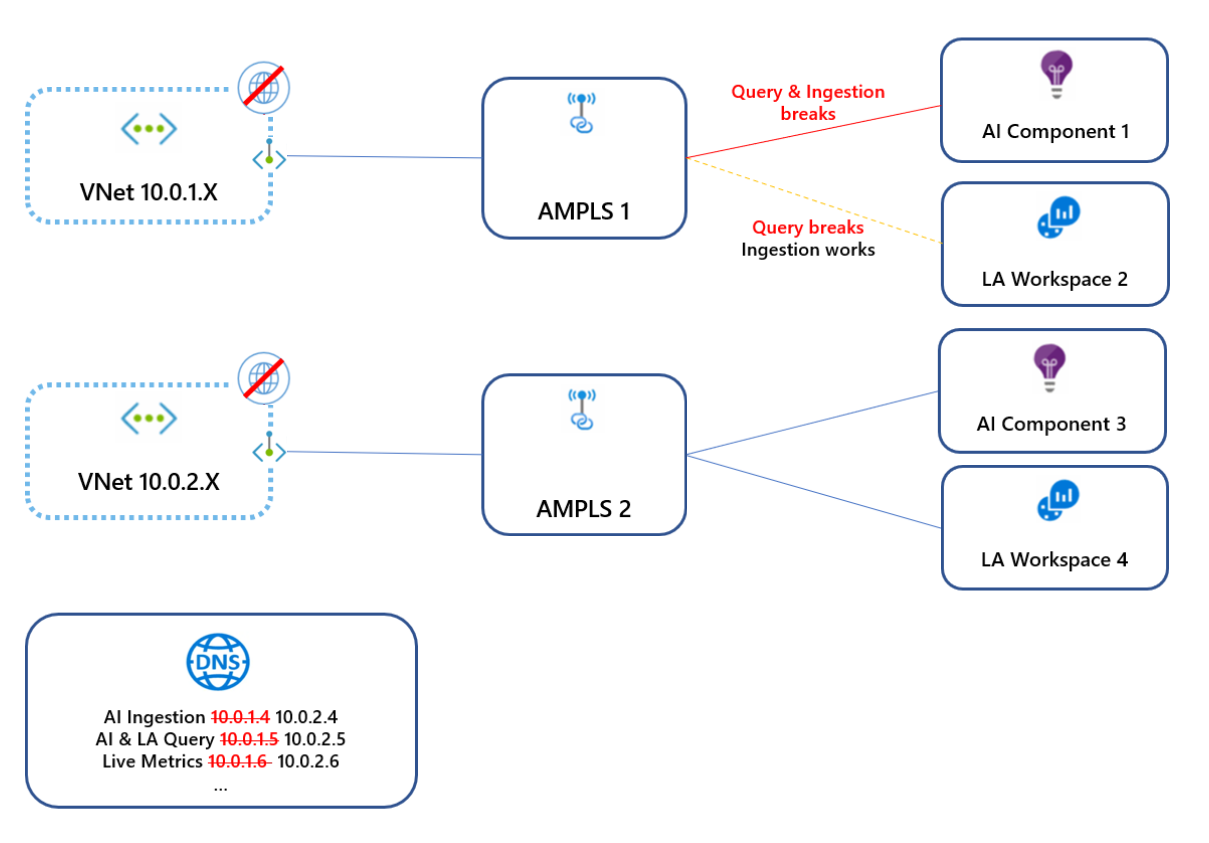 VNet 10.0.1.X
AMPLS 1
Query & Ingestion
breaks
AI Component 1
Query breaks
Ingestion works
LA Workspace 2
VNet 10.0.2.X
AMPLS 2
AI Component 3
LA Workspace 4
DNS
AI Ingestion 10.0.1.4 10.0.2.4
AI & LA Query 10.0.1.5 10.0.2.5
Live Metrics 10.0.1.6 10.0.2.6
...